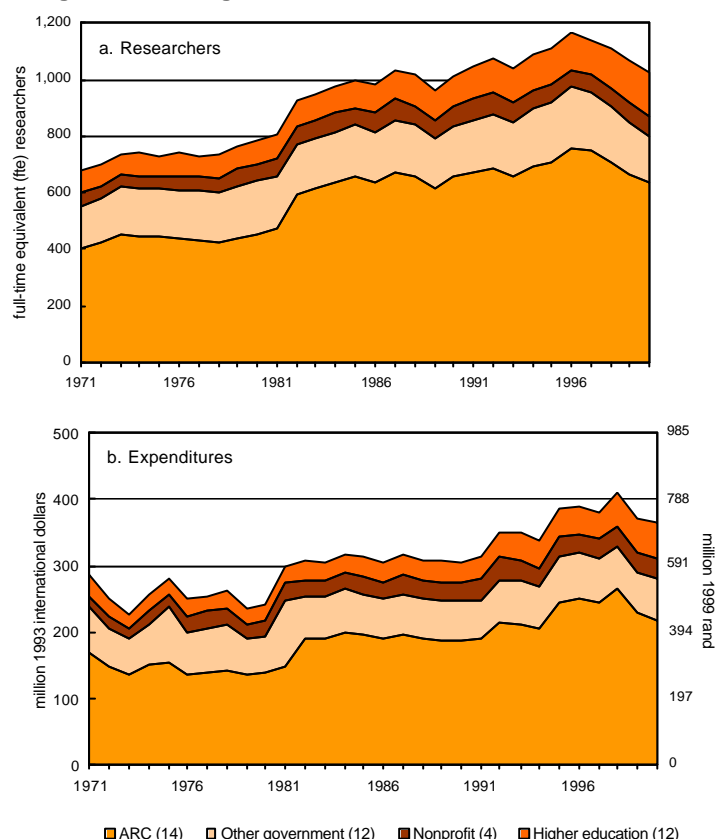 1,200
a. Researchers
1,000
800
600
400
200
0
full-time equivalent (fte) researchers
1971 1976 1981 1986 1991 1996
500 985
b. Expenditures
400 788
300 591
200 394
100 197
0 0
million 1993 international dollars
million 1999 rand
1971 1976 1981 1986 1991 1996
ARC (14) Other government (12) Nonprofit (4) Higher education (12)